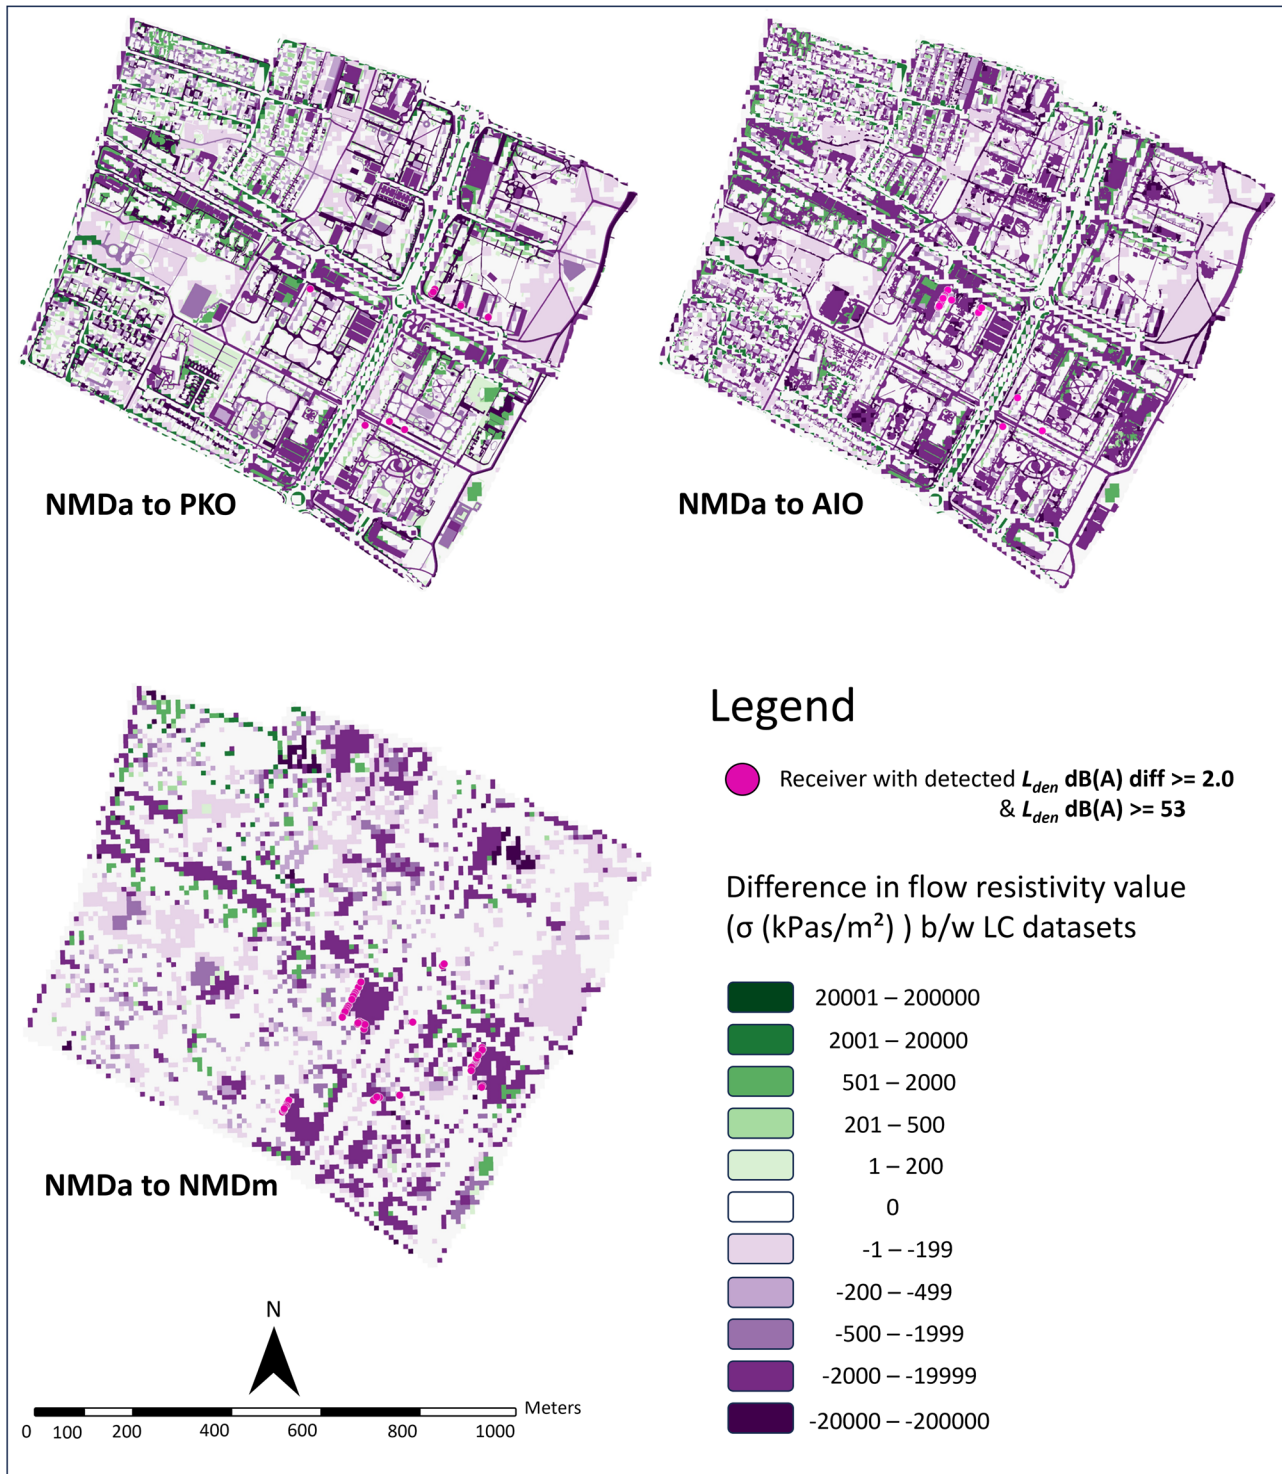 NMDa to PKO
NMDa to AIO
Legend
Receiver with detected Lden dB(A) diff >= 2.0
& Lden dB(A) >= 53
Difference in flow resistivity value
(σ (kPas/m²) ) b/w LC datasets
20001 – 200000
2001 – 20000
501 – 2000
201 – 500
1 – 200
0
-1 – -199
-200 – -499
-500 – -1999
-2000 – -19999
-20000 – -200000
NMDa to NMDm
N
Meters
0 100 200 400 600 800 1000